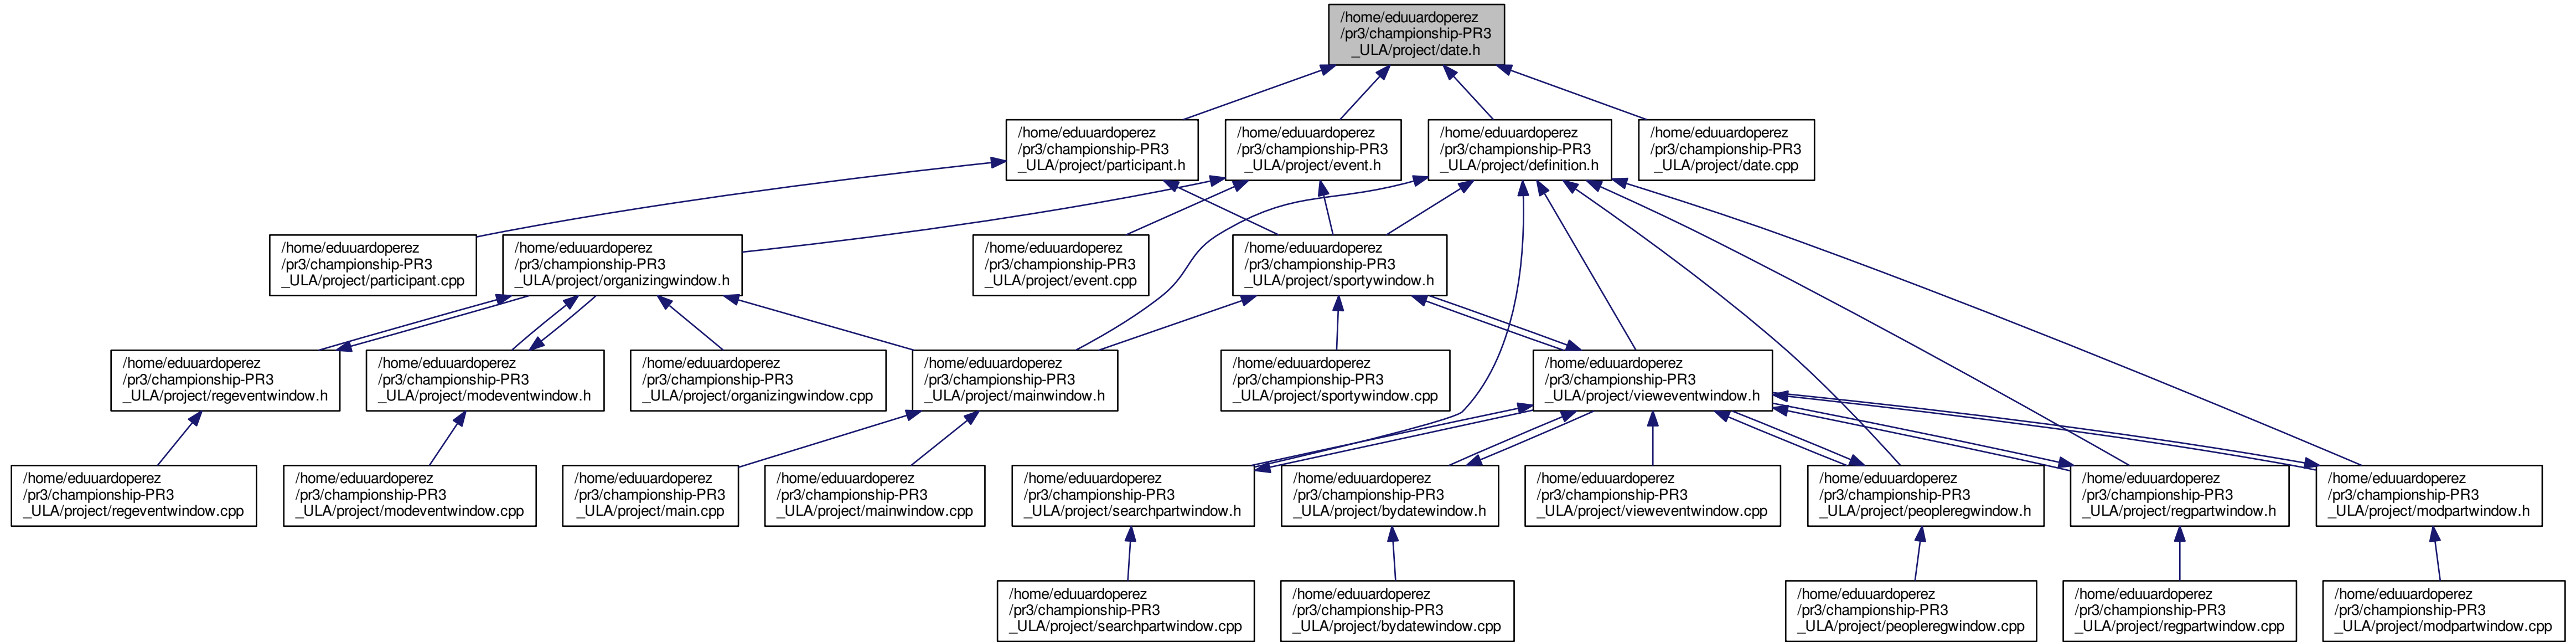 /home/eduuardoperez
/pr3/championship-PR3
_ULA/project/date.h
/home/eduuardoperez
/pr3/championship-PR3
_ULA/project/participant.h
/home/eduuardoperez
/pr3/championship-PR3
_ULA/project/event.h
/home/eduuardoperez
/pr3/championship-PR3
_ULA/project/definition.h
/home/eduuardoperez
/pr3/championship-PR3
_ULA/project/date.cpp
/home/eduuardoperez
/pr3/championship-PR3
_ULA/project/participant.cpp
/home/eduuardoperez
/pr3/championship-PR3
_ULA/project/organizingwindow.h
/home/eduuardoperez
/pr3/championship-PR3
_ULA/project/event.cpp
/home/eduuardoperez
/pr3/championship-PR3
_ULA/project/sportywindow.h
/home/eduuardoperez
/pr3/championship-PR3
_ULA/project/regeventwindow.h
/home/eduuardoperez
/pr3/championship-PR3
_ULA/project/modeventwindow.h
/home/eduuardoperez
/pr3/championship-PR3
_ULA/project/organizingwindow.cpp
/home/eduuardoperez
/pr3/championship-PR3
_ULA/project/mainwindow.h
/home/eduuardoperez
/pr3/championship-PR3
_ULA/project/sportywindow.cpp
/home/eduuardoperez
/pr3/championship-PR3
_ULA/project/vieweventwindow.h
/home/eduuardoperez
/pr3/championship-PR3
_ULA/project/regeventwindow.cpp
/home/eduuardoperez
/pr3/championship-PR3
_ULA/project/modeventwindow.cpp
/home/eduuardoperez
/pr3/championship-PR3
_ULA/project/main.cpp
/home/eduuardoperez
/pr3/championship-PR3
_ULA/project/mainwindow.cpp
/home/eduuardoperez
/pr3/championship-PR3
_ULA/project/searchpartwindow.h
/home/eduuardoperez
/pr3/championship-PR3
_ULA/project/bydatewindow.h
/home/eduuardoperez
/pr3/championship-PR3
_ULA/project/vieweventwindow.cpp
/home/eduuardoperez
/pr3/championship-PR3
_ULA/project/peopleregwindow.h
/home/eduuardoperez
/pr3/championship-PR3
_ULA/project/regpartwindow.h
/home/eduuardoperez
/pr3/championship-PR3
_ULA/project/modpartwindow.h
/home/eduuardoperez
/pr3/championship-PR3
_ULA/project/searchpartwindow.cpp
/home/eduuardoperez
/pr3/championship-PR3
_ULA/project/bydatewindow.cpp
/home/eduuardoperez
/pr3/championship-PR3
_ULA/project/peopleregwindow.cpp
/home/eduuardoperez
/pr3/championship-PR3
_ULA/project/regpartwindow.cpp
/home/eduuardoperez
/pr3/championship-PR3
_ULA/project/modpartwindow.cpp